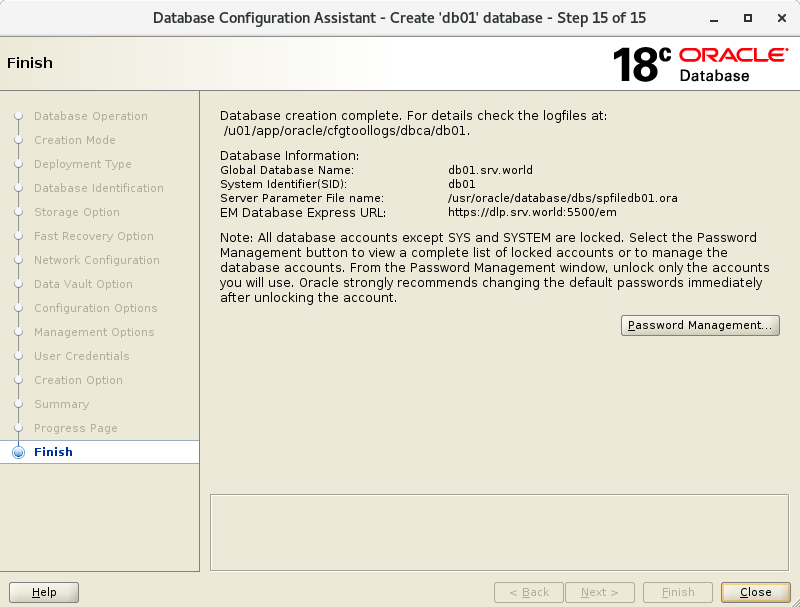 Database Configuration Assistant - Create 'db01' database - Step 15 of 15
Finish
18c ORACLE
Database
Database Operation
Creation Mode
Deployment Type
Database Identification
Storage Option
Fast Recovery Option
Network Configuration
Data Vault Option
Configuration Options
Management Options
User Credentials
Creation Option
Summary
Progress Page
Finish
Database creation complete. For details check the logfiles at:
/u01/app/oracle/cfgtoollogs/dbca/db01.
Database Information:
Global Database Name: db01.srv.world
System Identifier(SID): db01
Server Parameter File name: /usr/oracle/database/dbs/spfiledb01.ora
EM Database Express URL: https://dlp.srv.world:5500/em
Note: All database accounts except SYS and SYSTEM are locked. Select the Password
Management button to view a complete list of locked accounts or to manage the
database accounts. From the Password Management window, unlock only the accounts
you will use. Oracle strongly recommends changing the default passwords immediately
after unlocking the account.
Password Management...
Help
< Back
Next >
Finish
Close